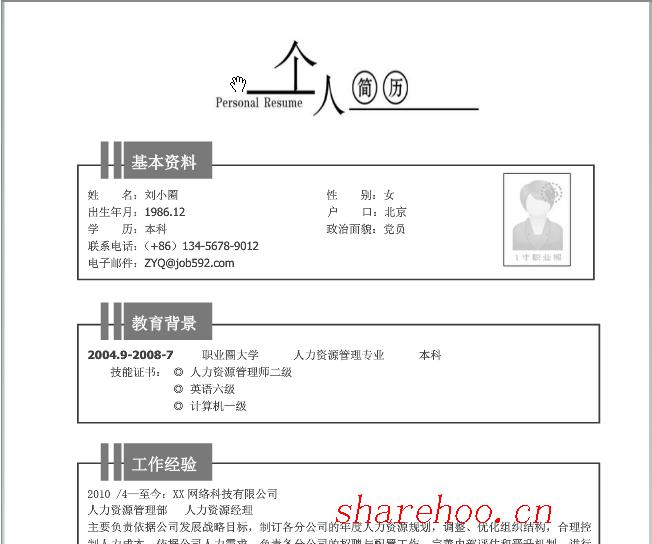 个人简历
Personal Resume
基本资料
姓 名：刘小圈 性 别：女
出生年月：1986.12 户 口：北京
学 历：本科 政治面貌：党员
联系电话：（+86）134-5678-9012
电子邮件：ZYQ@job592.com
1寸职业照
教育背景
2004.9-2008-7 职业圈大学 人力资源管理专业 本科
技能证书： ◎ 人力资源管理师二级
◎ 英语六级
◎ 计算机一级
工作经验
2010 /4—至今：XX 网络科技有限公司
人力资源管理部 人力资源经理
主要负责依据公司发展战略目标，制订各分公司的年度人力资源规划，调整、优化组织结构，合理控
制人力成本，依据公司人力需求，负责各分公司的招聘与配置工作，完善内部评估和晋升机制，进行
sharehoo.cn